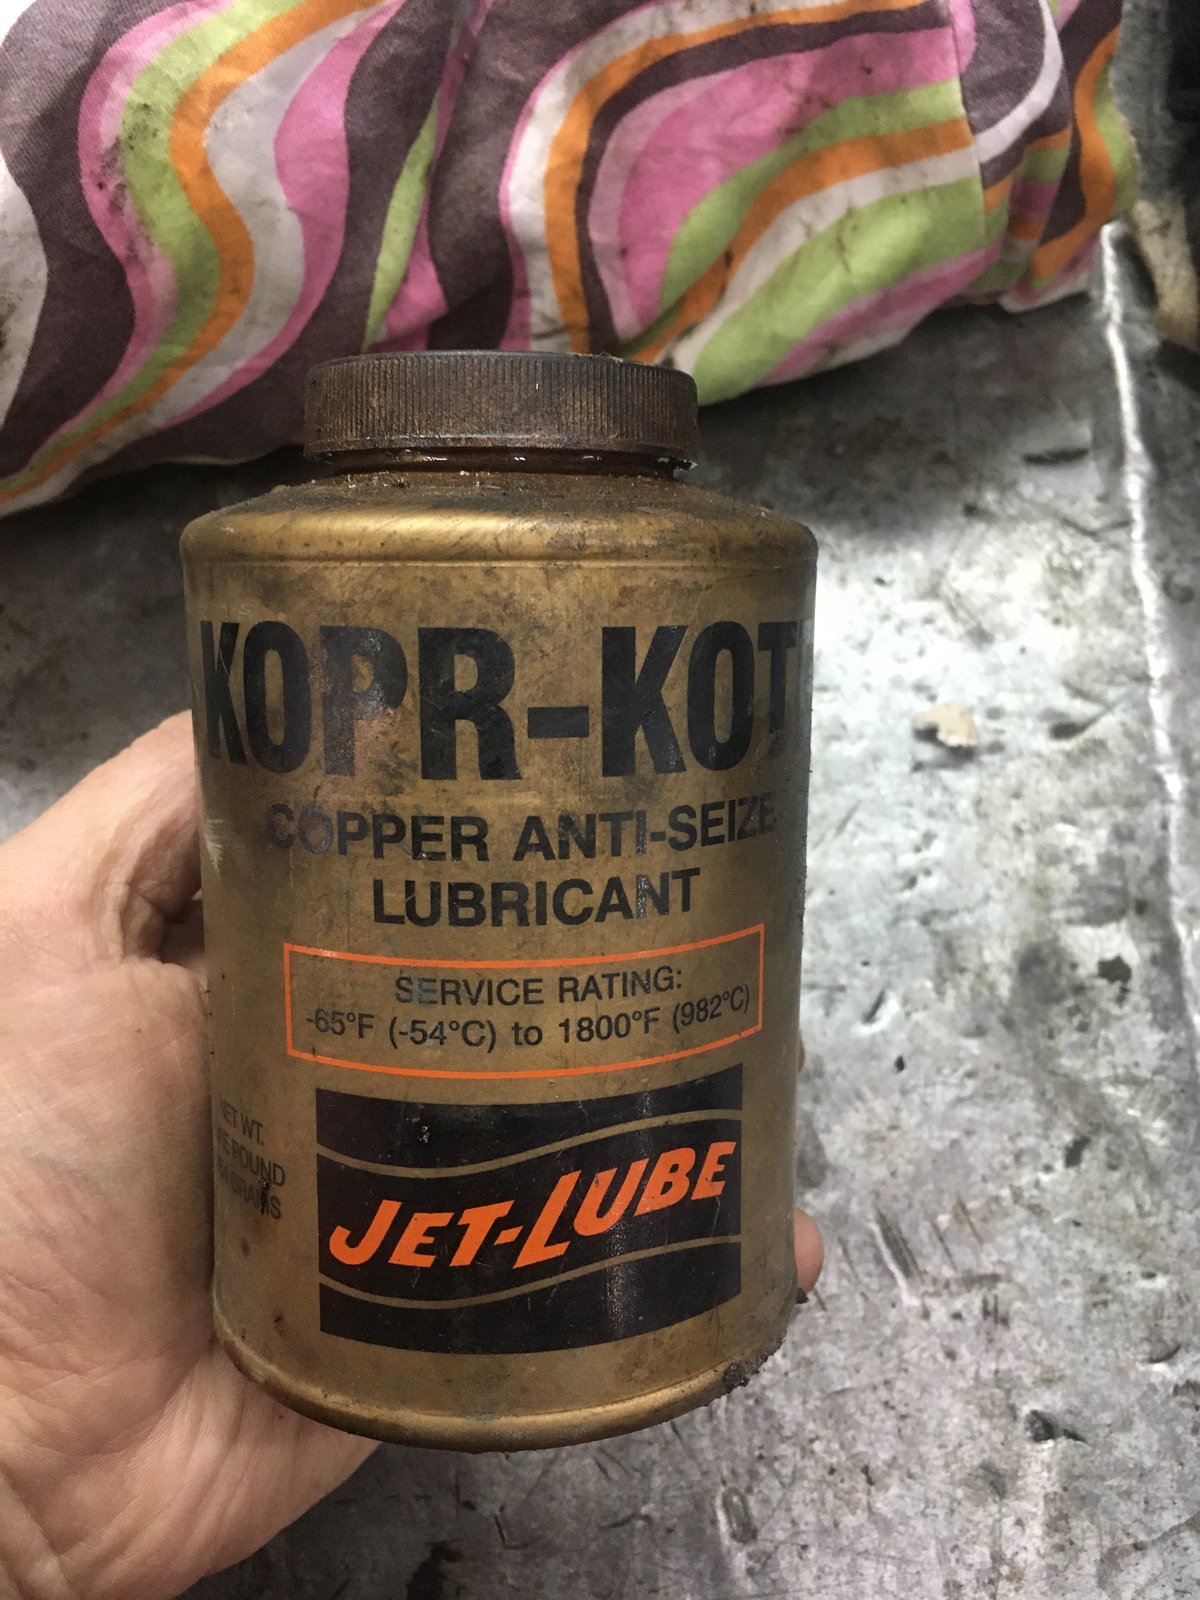 KOPR-KOT
COPPER ANTI-SEIZE
LUBRICANT
SERVICE RATING:
-65°F (-54°C) to 1800°F (982°C)
NET WT.
POUND
GRAMS
JET-LUBE